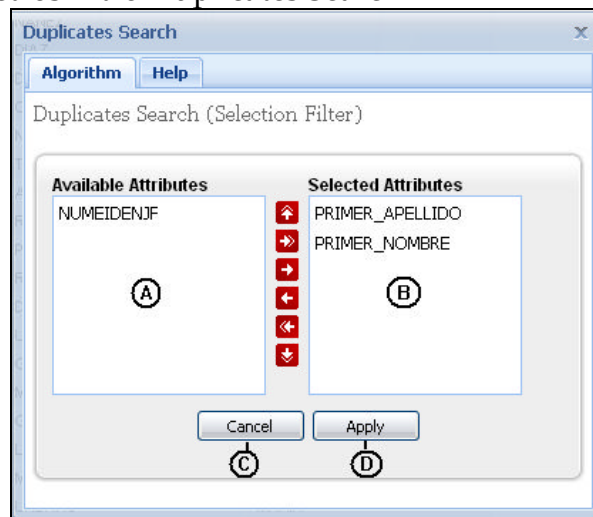 Duplicates Search
x
Algorithm Help
Duplicates Search (Selection Filter)
Available Attributes Selected Attributes
NUMEIDENJF PRIMER_APELLIDO
PRIMER_NOMBRE
A B
Cancel Apply
C D